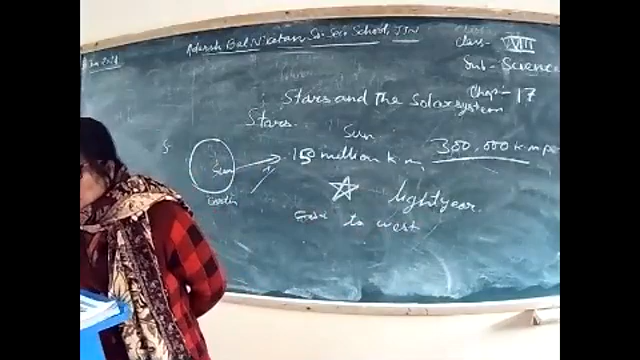 Adarsh Bal Niketan Sr. Sec. School, JJN
Class- VIII
Sub- Science
Chap- 17
Stars and the Solar system
Stars.
Sun
Sun
150 million km
300,000 k.m pe
Earth
lightyear.
East to west